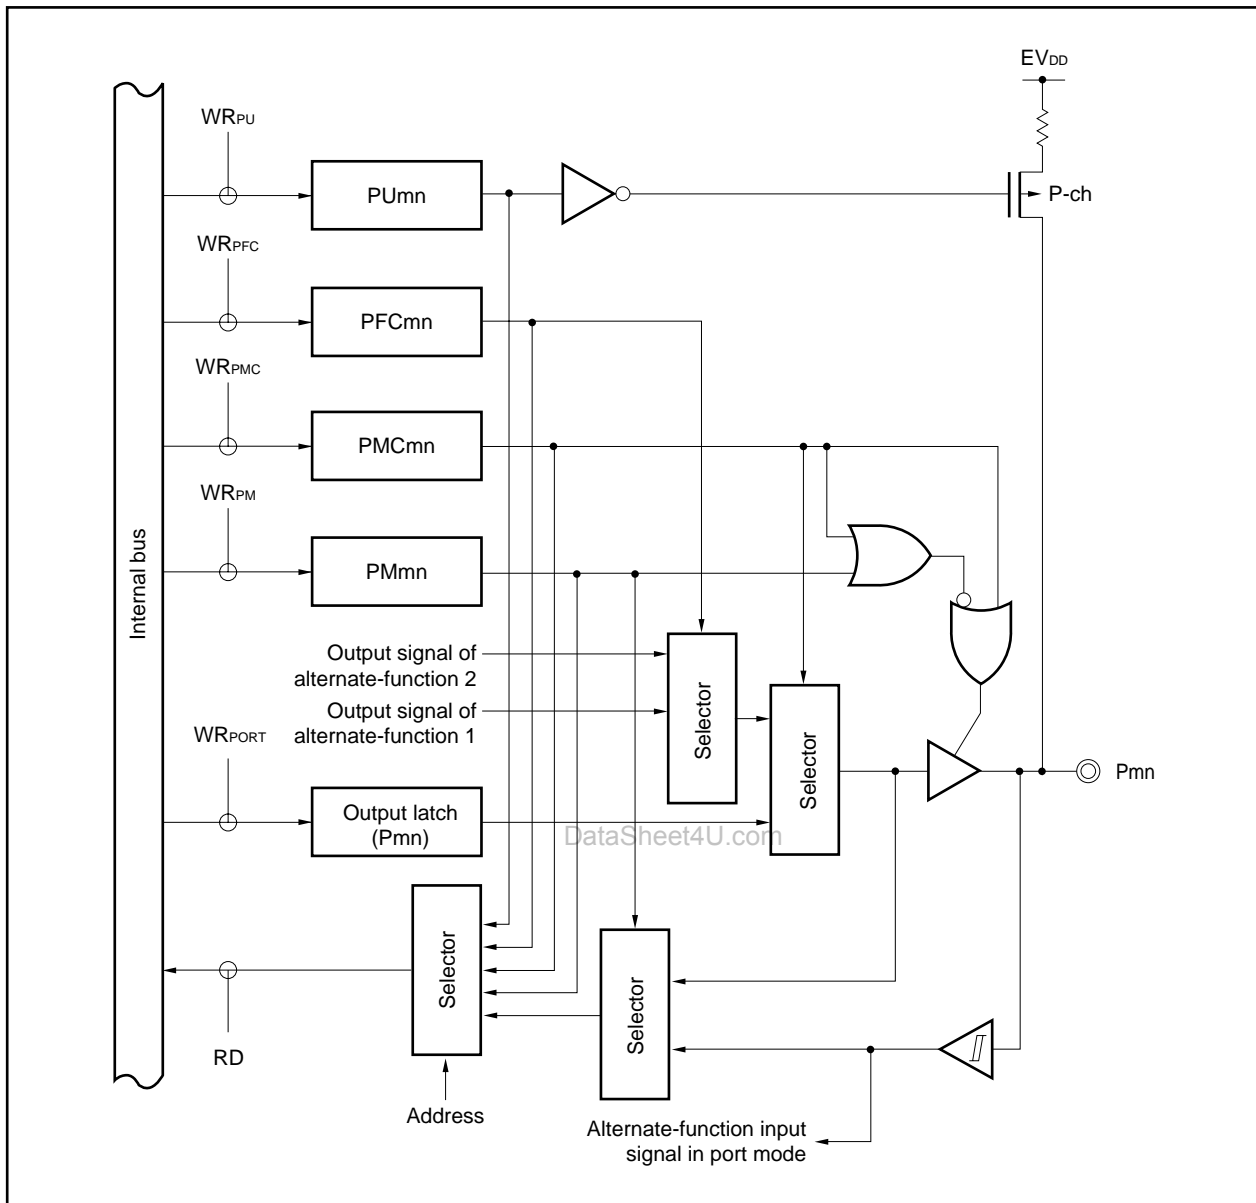 EVDD
WRPU
PUmn
P-ch
WRPFC
PFCmn
WRPMC
PMCmn
WRPM
PMmn
Internal bus
Output signal of
alternate-function 2
Output signal of
alternate-function 1
Selector
Selector
WRPORT
Pmn
Output latch
(Pmn)
DataSheet4U.com
Selector
Selector
RD
Address
Alternate-function input
signal in port mode